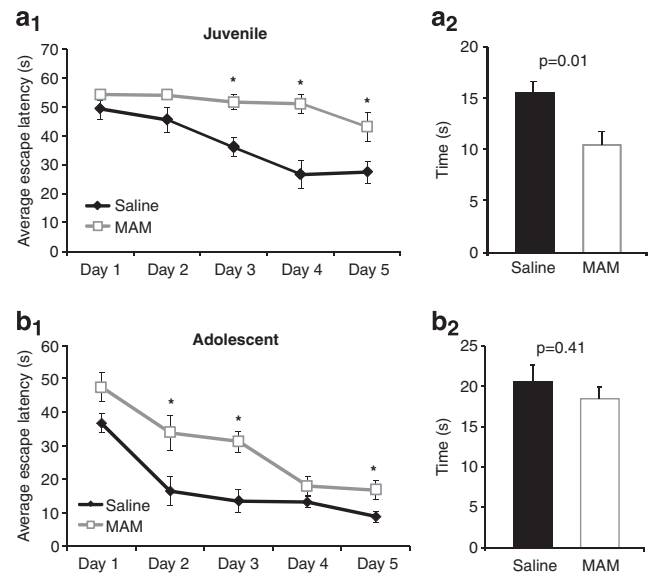 a1
Juvenile
Average escape latency (s)
70
60
50
40
30
20
10
0
*
*
*
Saline
MAM
Day 1 Day 2 Day 3 Day 4 Day 5
a2
Time (s)
20
15
10
5
0
p=0.01
Saline MAM
b1
Adolescent
Average escape latency (s)
60
50
40
30
20
10
0
*
*
*
Saline
MAM
Day 1 Day 2 Day 3 Day 4 Day 5
b2
Time (s)
25
20
15
10
5
0
p=0.41
Saline MAM